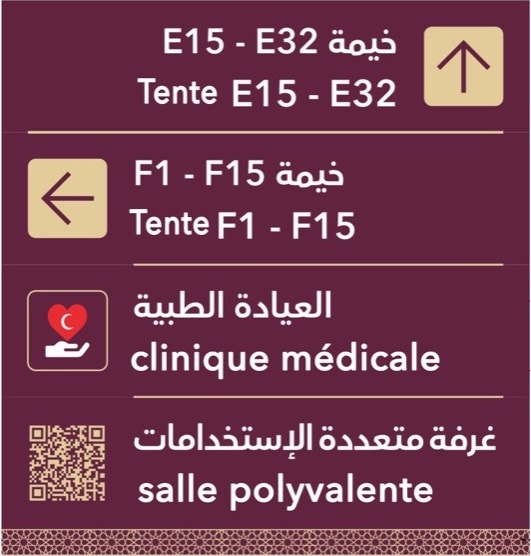 خيمة E15 - E32
Tente E15 - E32
خيمة F1 - F15
Tente F1 - F15
العيادة الطبية
clinique médicale
غرفة متعددة الإستخدامات
salle polyvalente